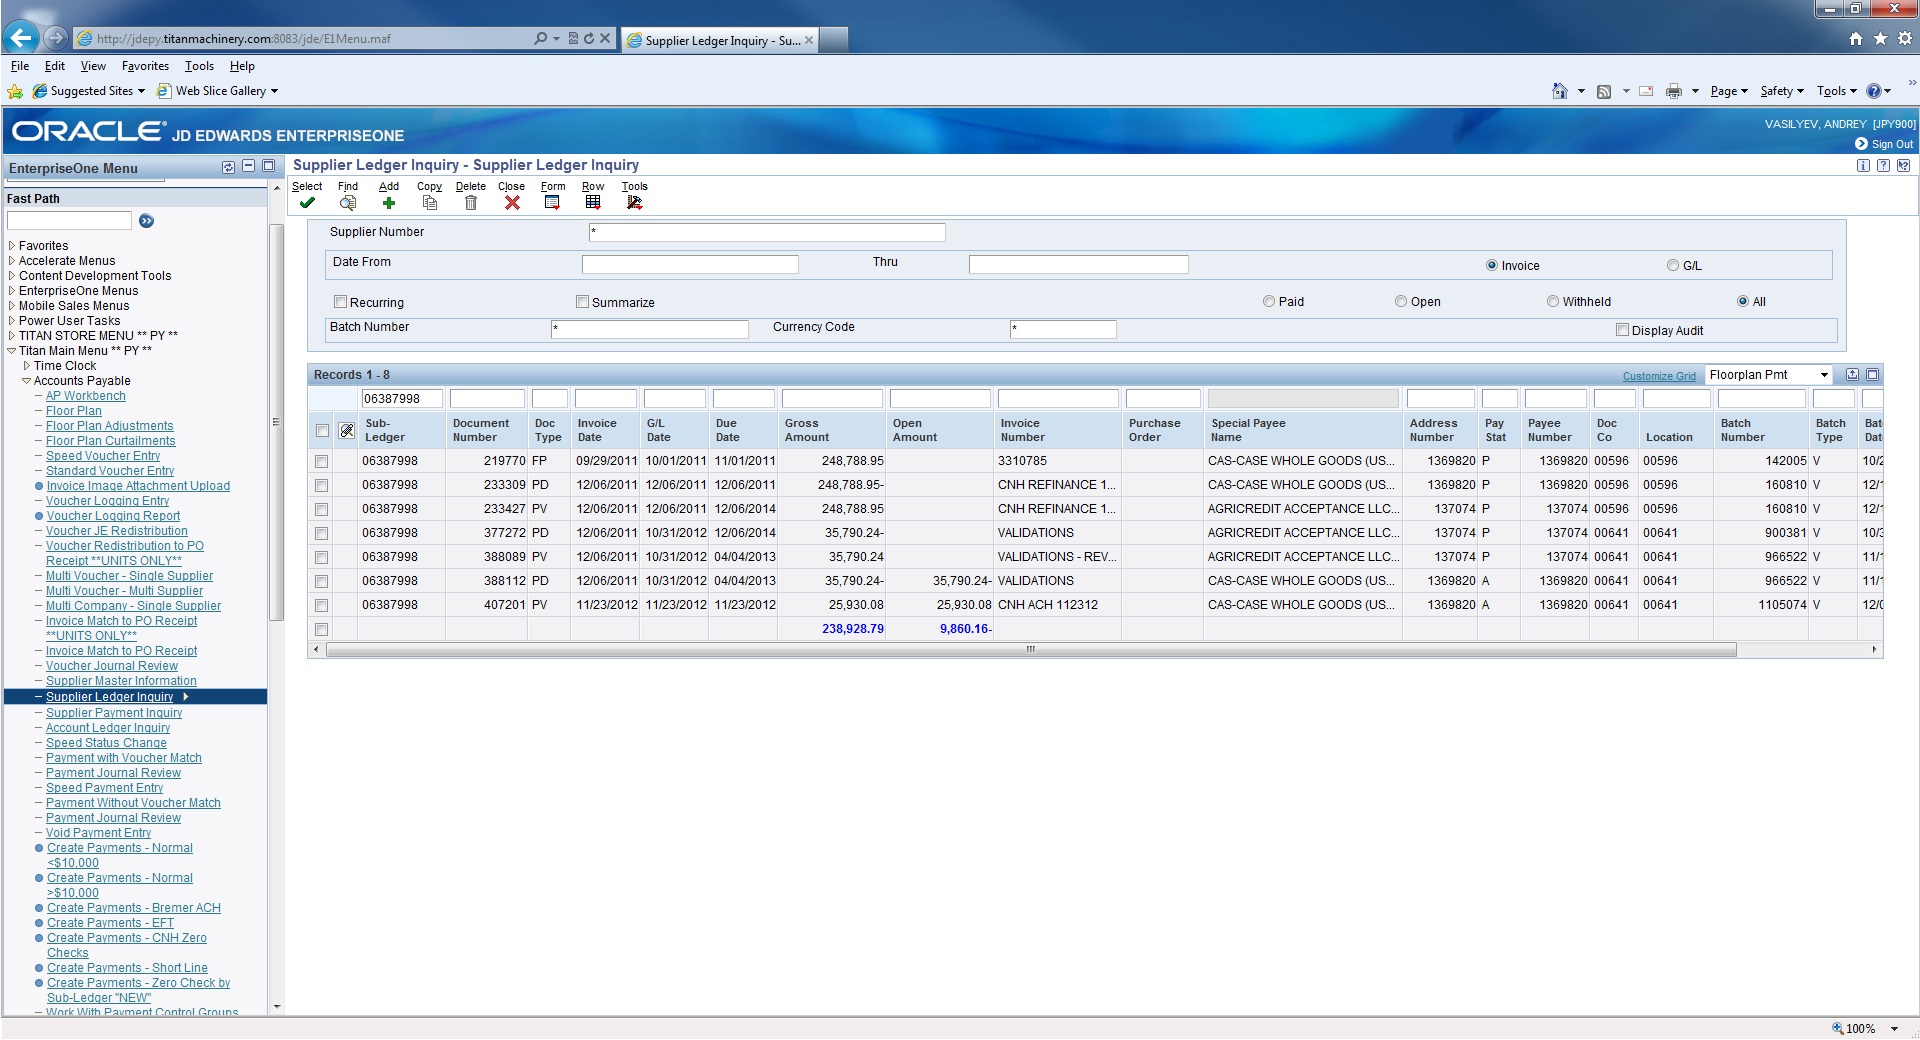 http://jdepy.titanmachinery.com:8083/jde/E1Menu.maf
Supplier Ledger Inquiry - Su...
File Edit View Favorites Tools Help
Suggested Sites Web Slice Gallery
Page Safety Tools
ORACLE JD EDWARDS ENTERPRISEONE
VASILYEV, ANDREY [JPY900]
Sign Out
EnterpriseOne Menu
Fast Path
Favorites
Accelerate Menus
Content Development Tools
EnterpriseOne Menus
Mobile Sales Menus
Power User Tasks
TITAN STORE MENU ** PY **
Titan Main Menu ** PY **
Time Clock
Accounts Payable
AP Workbench
Floor Plan
Floor Plan Adjustments
Floor Plan Curtailments
Speed Voucher Entry
Standard Voucher Entry
Invoice Image Attachment Upload
Voucher Logging Entry
Voucher Logging Report
Voucher JE Redistribution
Voucher Redistribution to PO
Receipt **UNITS ONLY**
Multi Voucher - Single Supplier
Multi Voucher - Multi Supplier
Multi Company - Single Supplier
Invoice Match to PO Receipt
**UNITS ONLY**
Invoice Match to PO Receipt
Voucher Journal Review
Supplier Master Information
Supplier Ledger Inquiry
Supplier Payment Inquiry
Account Ledger Inquiry
Speed Status Change
Payment with Voucher Match
Payment Journal Review
Speed Payment Entry
Payment Without Voucher Match
Payment Journal Review
Void Payment Entry
Create Payments - Normal
<$10,000
Create Payments - Normal
>$10,000
Create Payments - Bremer ACH
Create Payments - EFT
Create Payments - CNH Zero
Checks
Create Payments - Short Line
Create Payments - Zero Check by
Sub-Ledger "NEW"
Work With Payment Control Groups
Supplier Ledger Inquiry - Supplier Ledger Inquiry
Select Find Add Copy Delete Close Form Row Tools
Supplier Number *
Date From Thru Invoice G/L
Recurring Summarize Paid Open Withheld All
Batch Number * Currency Code * Display Audit
Records 1 - 8 Customize Grid Floorplan Pmt
06387998
Sub-Ledger Document Number Doc Type Invoice Date G/L Date Due Date Gross Amount Open Amount Invoice Number Purchase Order Special Payee Name Address Number Pay Stat Payee Number Doc Co Location Batch Number Batch Type Bat Dat
06387998 219770 FP 09/29/2011 10/01/2011 11/01/2011 248,788.95 3310785 CAS-CASE WHOLE GOODS (US... 1369820 P 1369820 00596 00596 142005 V 10/2
06387998 233309 PD 12/06/2011 12/06/2011 12/06/2011 248,788.95- CNH REFINANCE 1... CAS-CASE WHOLE GOODS (US... 1369820 P 1369820 00596 00596 160810 V 12/1
06387998 233427 PV 12/06/2011 12/06/2011 12/06/2014 248,788.95 CNH REFINANCE 1... AGRICREDIT ACCEPTANCE LLC... 137074 P 137074 00596 00596 160810 V 12/1
06387998 377272 PD 12/06/2011 10/31/2012 12/06/2014 35,790.24- VALIDATIONS AGRICREDIT ACCEPTANCE LLC... 137074 P 137074 00641 00641 900381 V 10/3
06387998 388089 PV 12/06/2011 10/31/2012 04/04/2013 35,790.24 VALIDATIONS - REV... AGRICREDIT ACCEPTANCE LLC... 137074 P 137074 00641 00641 966522 V 11/1
06387998 388112 PD 12/06/2011 10/31/2012 04/04/2013 35,790.24- 35,790.24- VALIDATIONS CAS-CASE WHOLE GOODS (US... 1369820 A 1369820 00641 00641 966522 V 11/1
06387998 407201 PV 11/23/2012 11/23/2012 11/23/2012 25,930.08 25,930.08 CNH ACH 112312 CAS-CASE WHOLE GOODS (US... 1369820 A 1369820 00641 00641 1105074 V 12/0
238,928.79 9,860.16-
100%